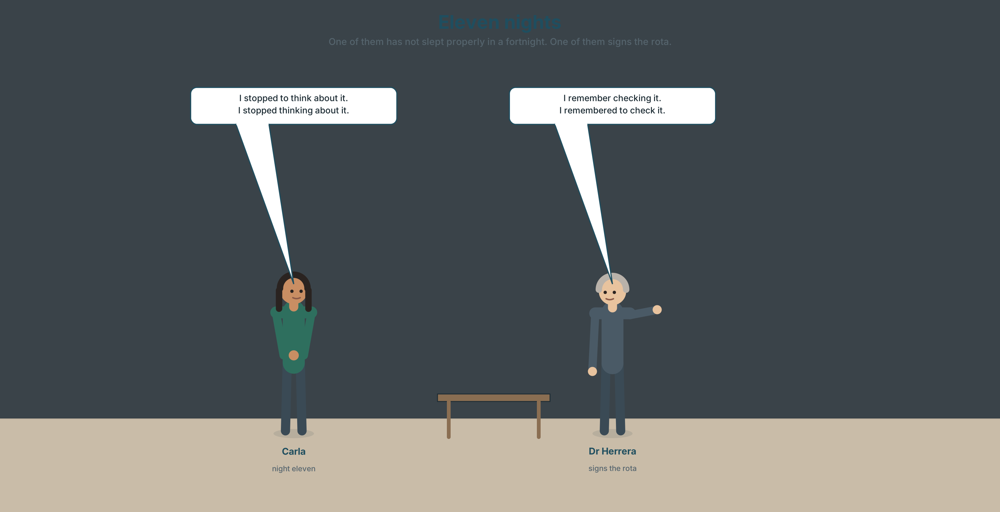 Eleven nights
One of them has not slept properly in a fortnight. One of them signs the rota.
I stopped to think about it.
I stopped thinking about it.
I remember checking it.
I remembered to check it.
Carla
night eleven
Dr Herrera
signs the rota